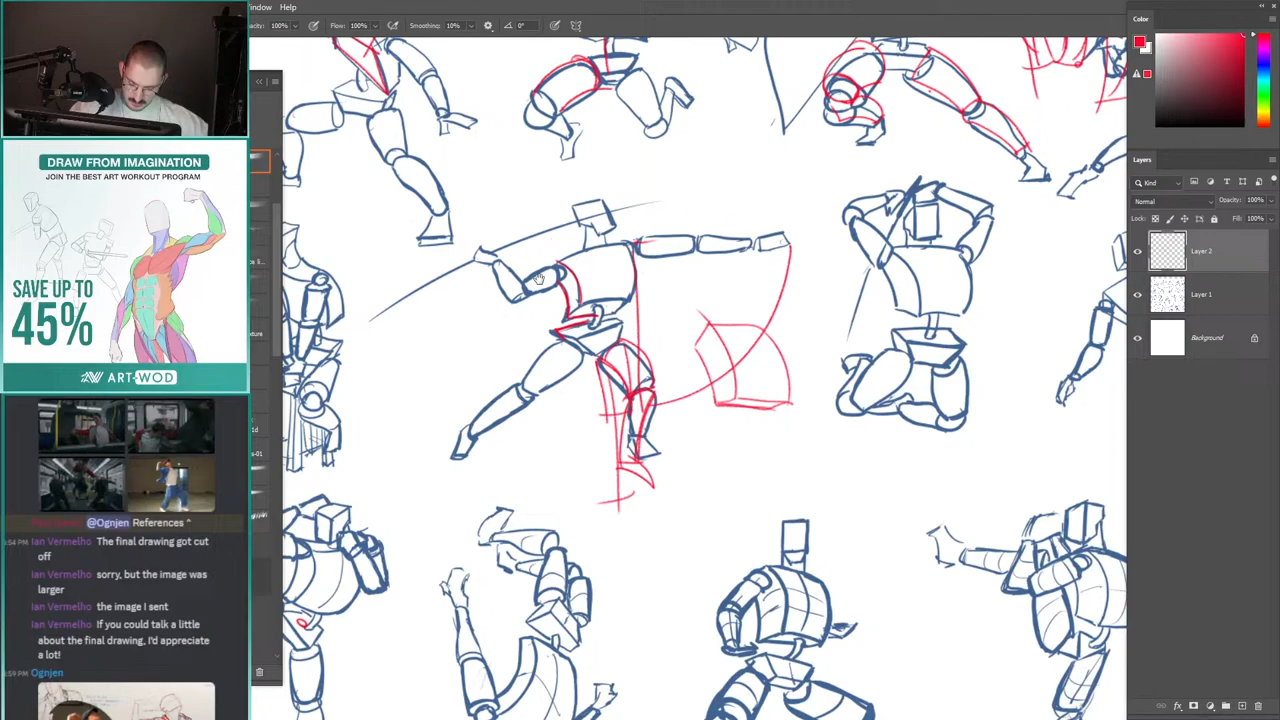 Window Help
100% Flow: 100% Smoothing: 10% 0°
Color
DRAW FROM IMAGINATION
JOIN THE BEST ART WORKOUT PROGRAM
SAVE UP TO
45%
ART-WOD
Layers
Kind
Normal Opacity: 100%
Lock: Fill: 100%
Layer 2
Layer 1
Background
@Ognjen References ^
Ian Vermelho The final drawing got cut
off
Ian Vermelho sorry, but the image was
larger
Ian Vermelho the image I sent
Ian Vermelho If you could talk a little
about the final drawing, I'd appreciate
a lot!
Ognjen